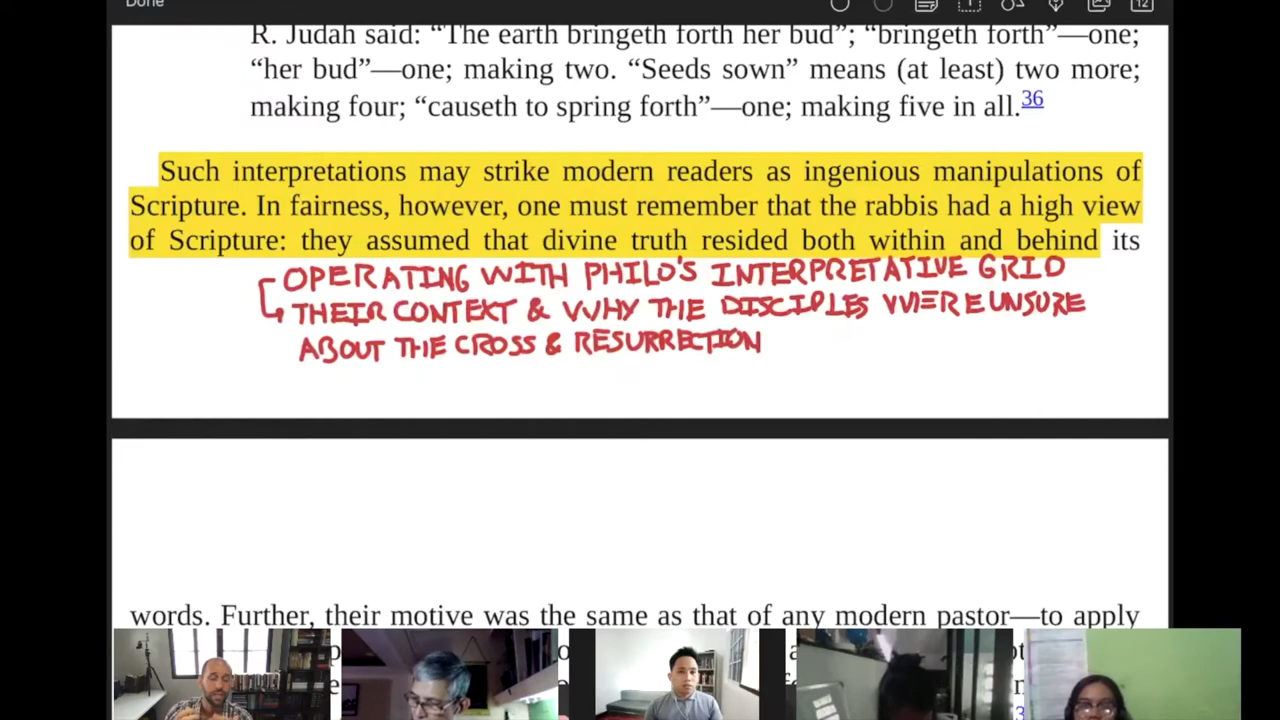 Done
12
R. Judah said: “The earth bringeth forth her bud”; “bringeth forth”—one;
“her bud”—one; making two. “Seeds sown” means (at least) two more;
making four; “causeth to spring forth”—one; making five in all.36
Such interpretations may strike modern readers as ingenious manipulations of
Scripture. In fairness, however, one must remember that the rabbis had a high view
of Scripture: they assumed that divine truth resided both within and behind its
OPERATING WITH PHILO'S INTERPRETATIVE GRID
THEIR CONTEXT & WHY THE DISCIPLES WERE UNSURE
ABOUT THE CROSS & RESURRECTION
words. Further, their motive was the same as that of any modern pastor—to apply